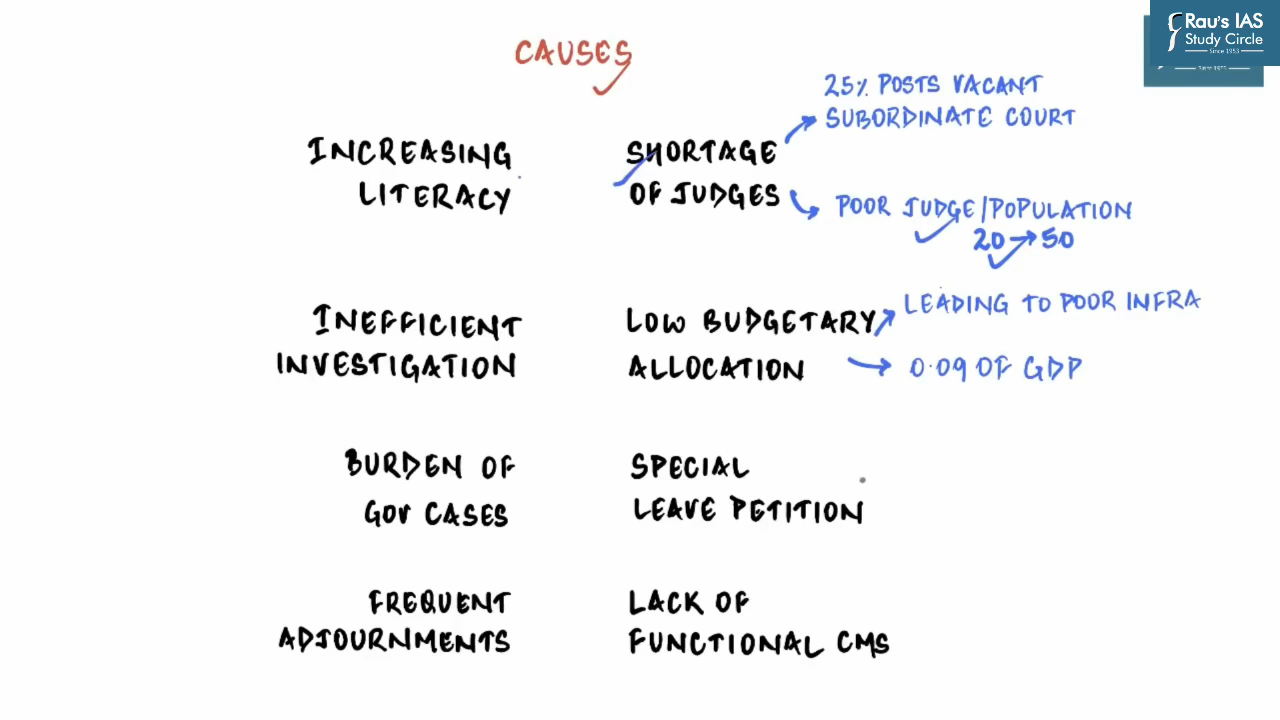 Rau's IAS
Study Circle
Since 1953
CAUSES
INCREASING
LITERACY
SHORTAGE
OF JUDGES
25% POSTS VACANT
SUBORDINATE COURT
POOR JUDGE/POPULATION
20 → 50
INEFFICIENT
INVESTIGATION
LOW BUDGETARY
ALLOCATION
LEADING TO POOR INFRA
0.09 OF GDP
BURDEN OF
GOV CASES
SPECIAL
LEAVE PETITION
FREQUENT
ADJOURNMENTS
LACK OF
FUNCTIONAL CMS